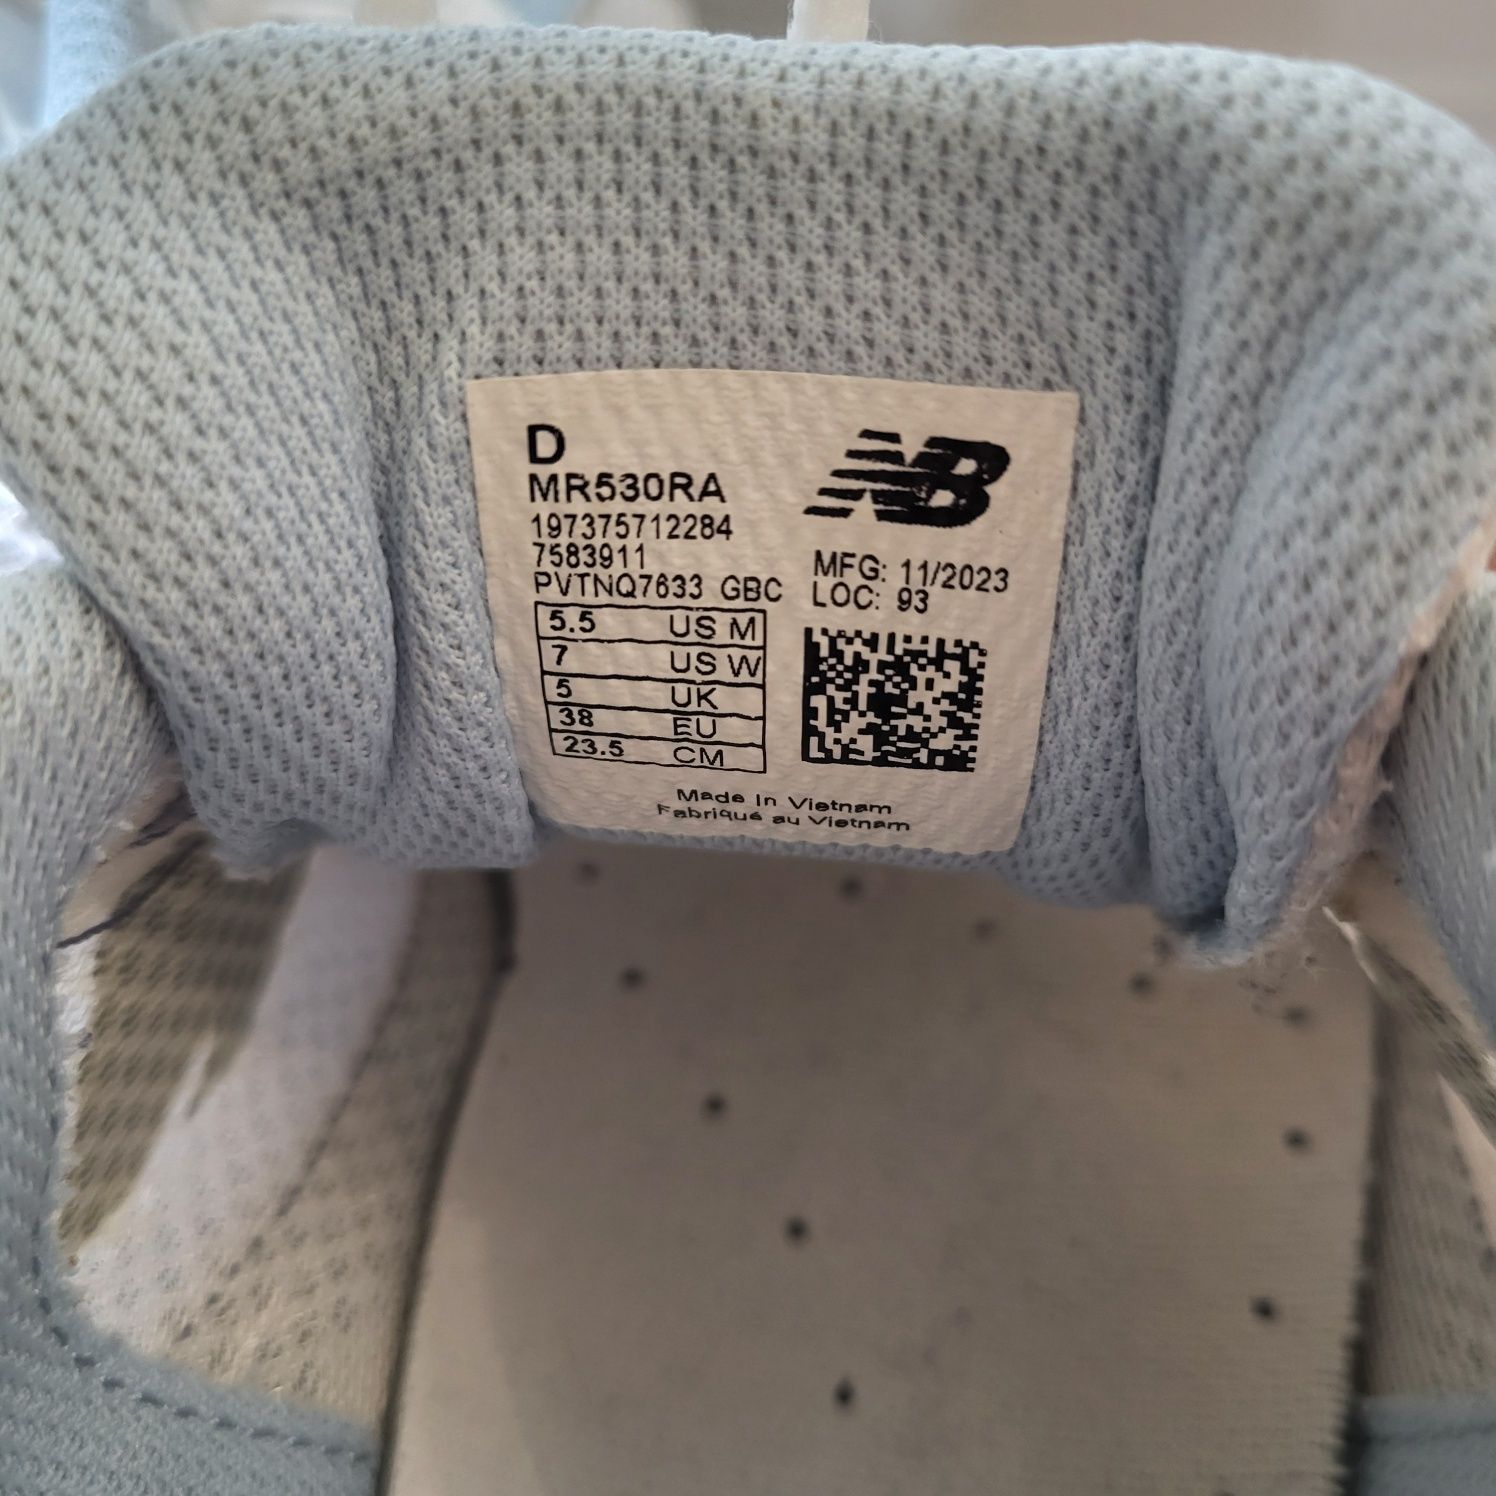 D
MR530RA
197375712284
7583911
PVTNQ7633 GBC
5.5 US M
7 US W
5 UK
38 EU
23.5 CM
NB
MFG: 11/2023
LOC: 93
Made In Vietnam
Fabriqué au Vietnam